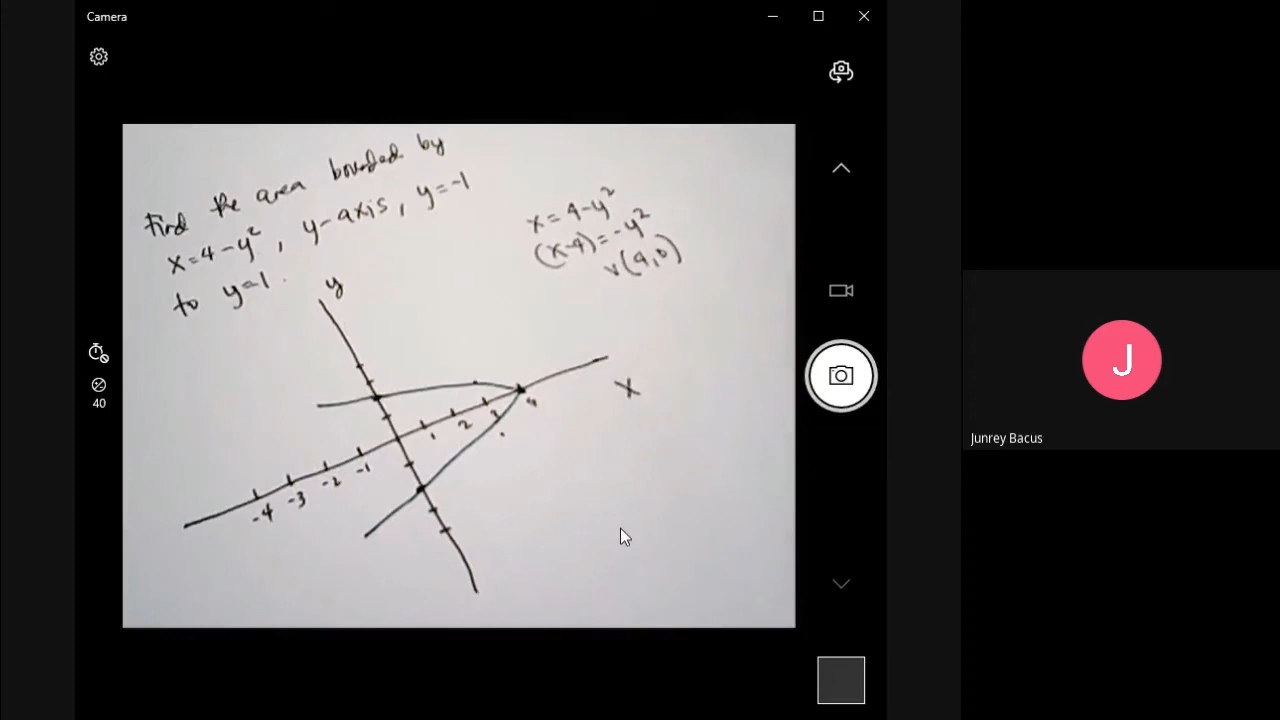 Camera
Find the area bounded by
x=4-y², y-axis, y=-1
to y=1.
x=4-y²
(x-4)=-y²
V(4,0)
y
x
1
2
3
4
-1
-2
-3
-4
40
J
Junrey Bacus